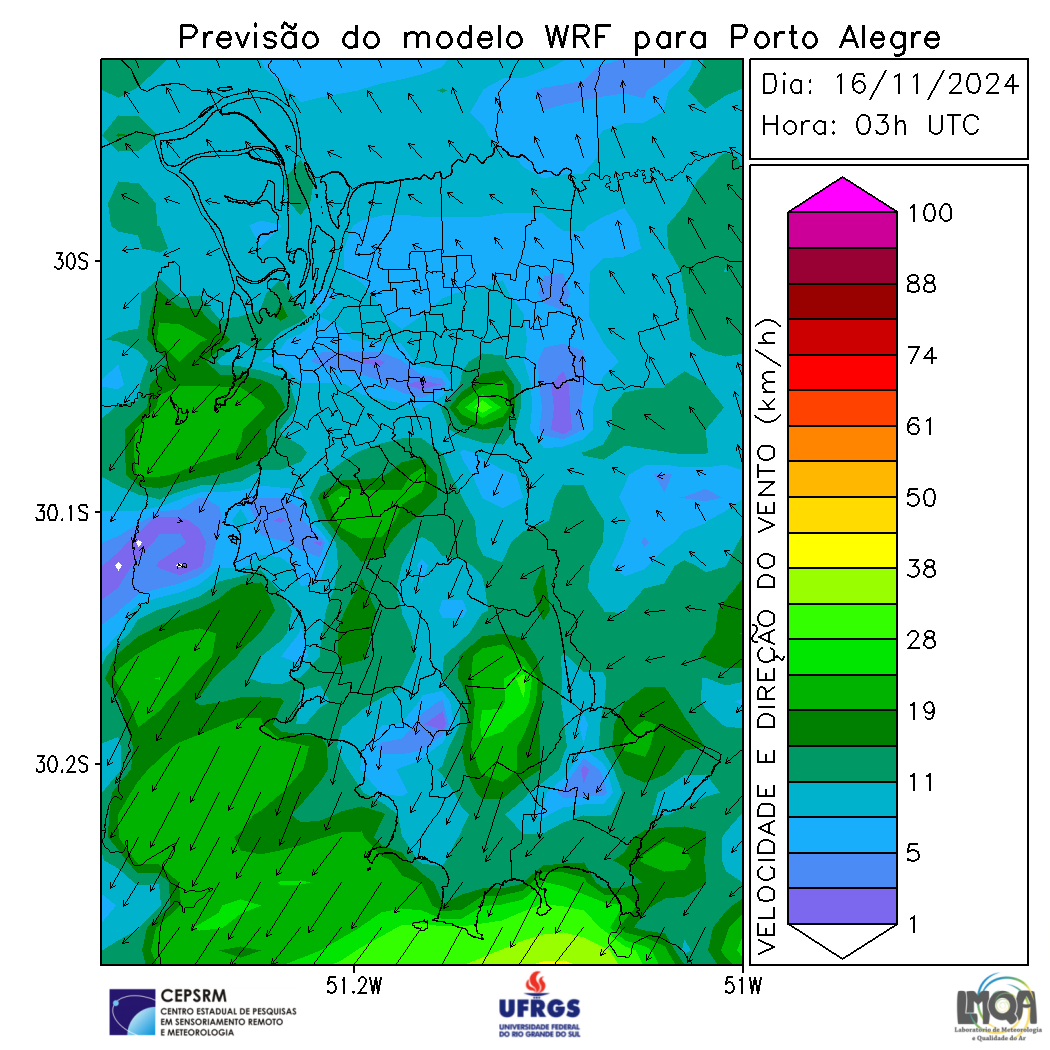 Previsão do modelo WRF para Porto Alegre
Dia: 16/11/2024
Hora: 03h UTC
30S
30.1S
30.2S
51.2W
51W
VELOCIDADE E DIREÇÃO DO VENTO (km/h)
100
88
74
61
50
38
28
19
11
5
1
CEPSRM
CENTRO ESTADUAL DE PESQUISAS
EM SENSORIAMENTO REMOTO
E METEOROLOGIA
UFRGS
UNIVERSIDADE FEDERAL
DO RIO GRANDE DO SUL
LMQA
Laboratório de Meteorologia
e Qualidade do Ar